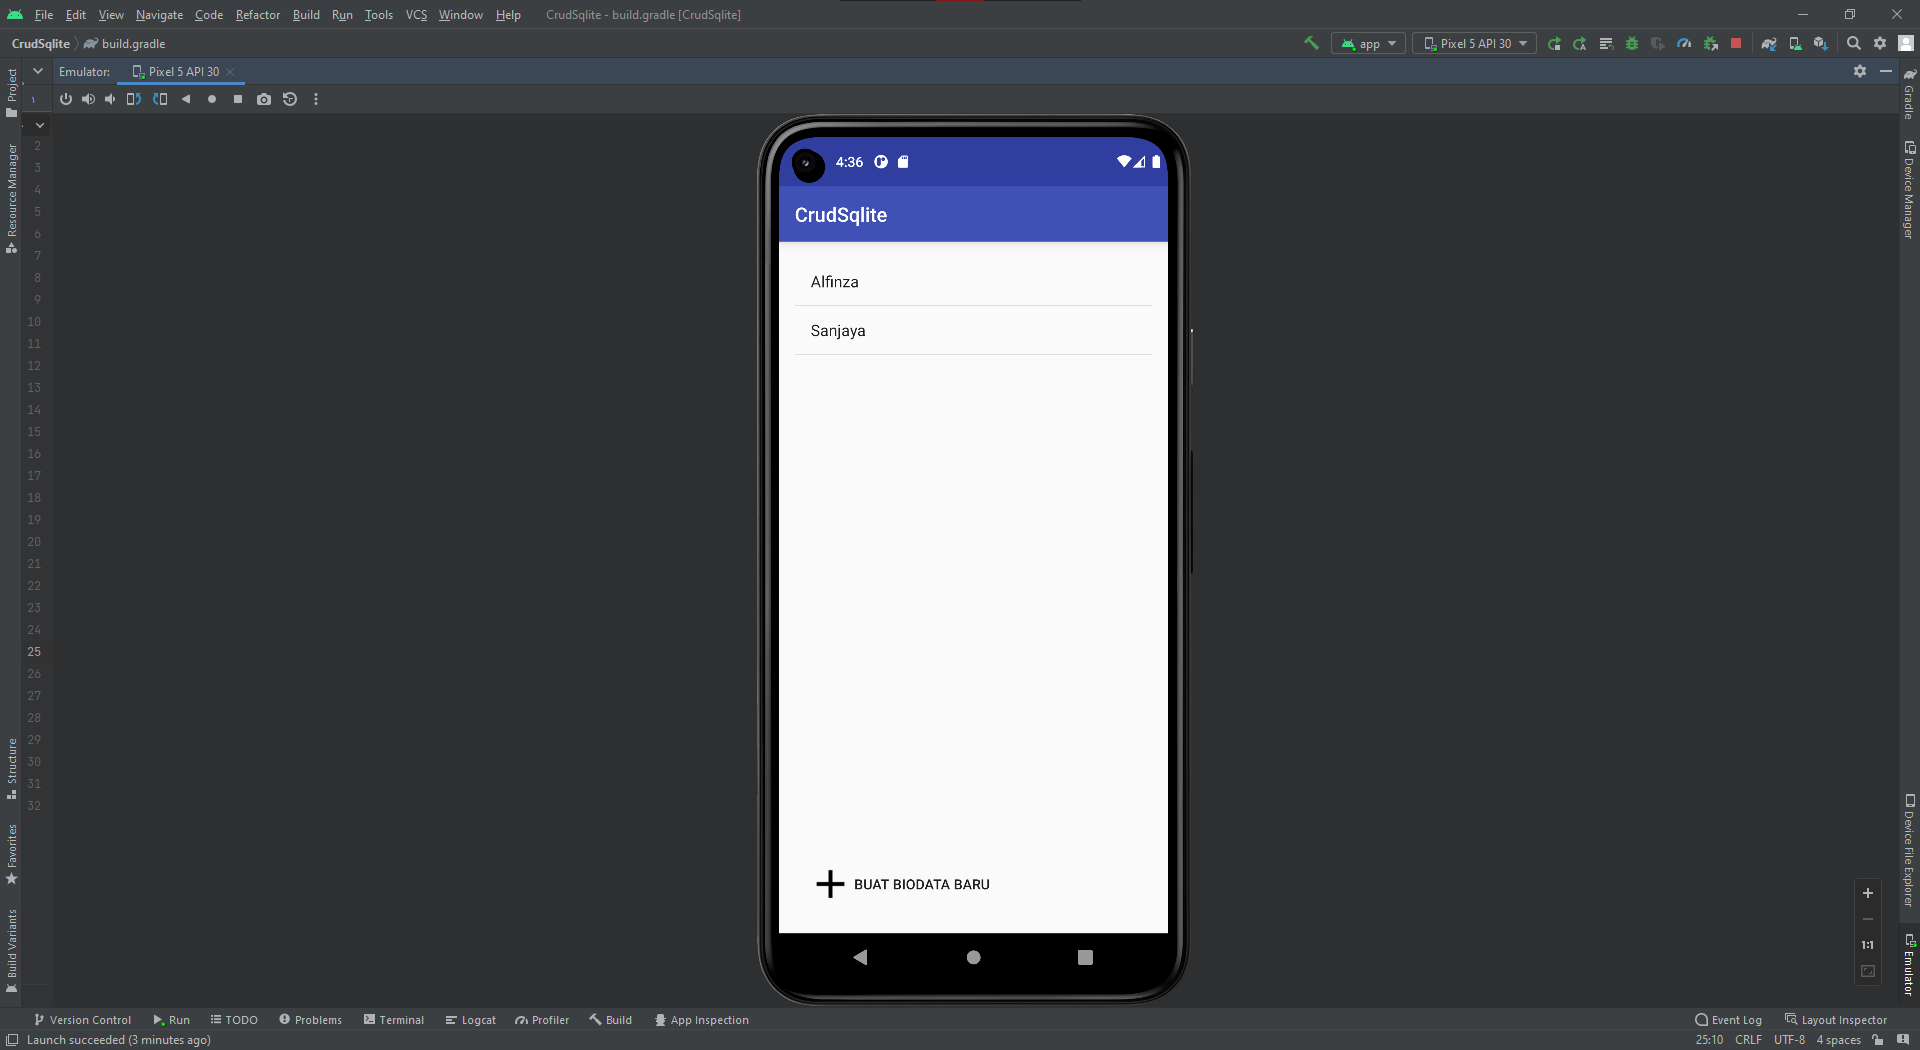 File Edit View Navigate Code Refactor Build Run Tools VCS Window Help CrudSqlite - build.gradle [CrudSqlite]
CrudSqlite build.gradle app Pixel 5 API 30
Emulator: Pixel 5 API 30
Project
Resource Manager
Structure
Favorites
Build Variants
1
2
3
4
5
6
7
8
9
10
11
12
13
14
15
16
17
18
19
20
21
22
23
24
25
26
27
28
29
30
31
32
4:36
CrudSqlite
Alfinza
Sanjaya
BUAT BIODATA BARU
Gradle
Device Manager
Device File Explorer
Emulator
1:1
Version Control Run TODO Problems Terminal Logcat Profiler Build App Inspection Event Log Layout Inspector
Launch succeeded (3 minutes ago) 25:10 CRLF UTF-8 4 spaces